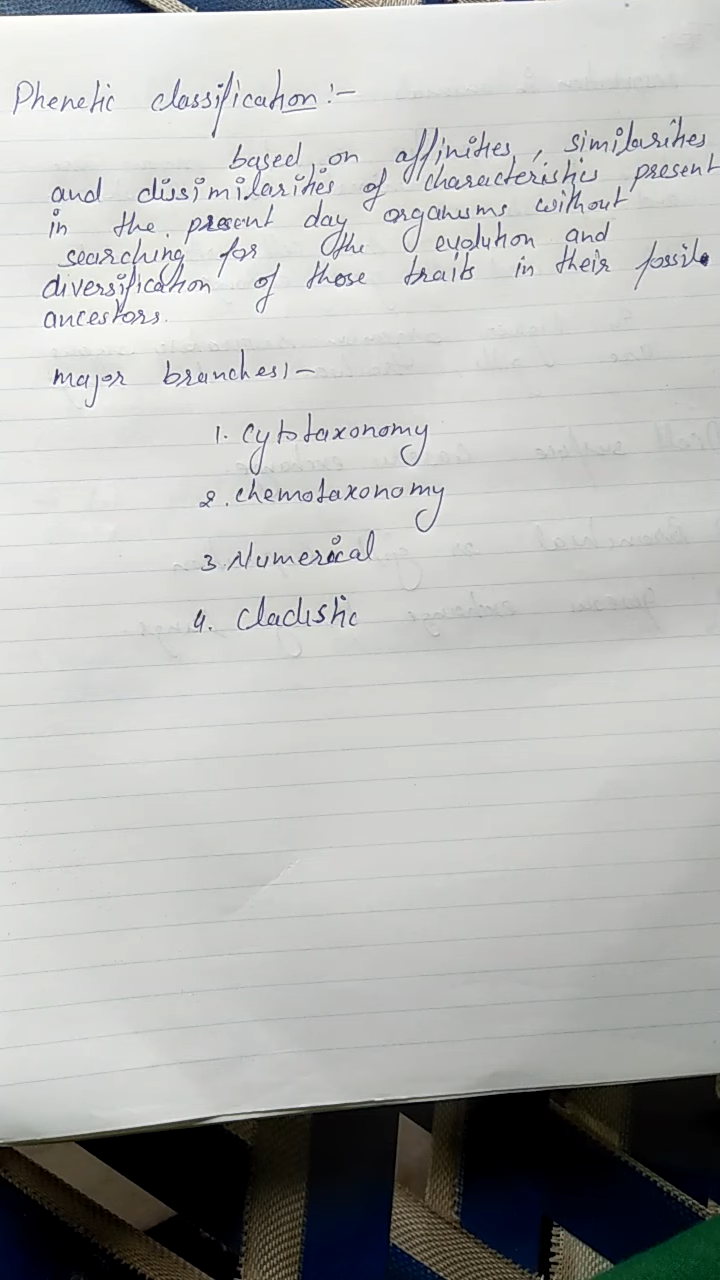 Phenetic classification :-
based on affinities, similarities
and dissimilarities of characteristics present
in the present day organisms without
searching for the evolution and
diversification of those traits in their fossile
ancestors.
major branches :-
1. Cytotaxonomy
2. chemotaxonomy
3. Numerical
4. Cladistic